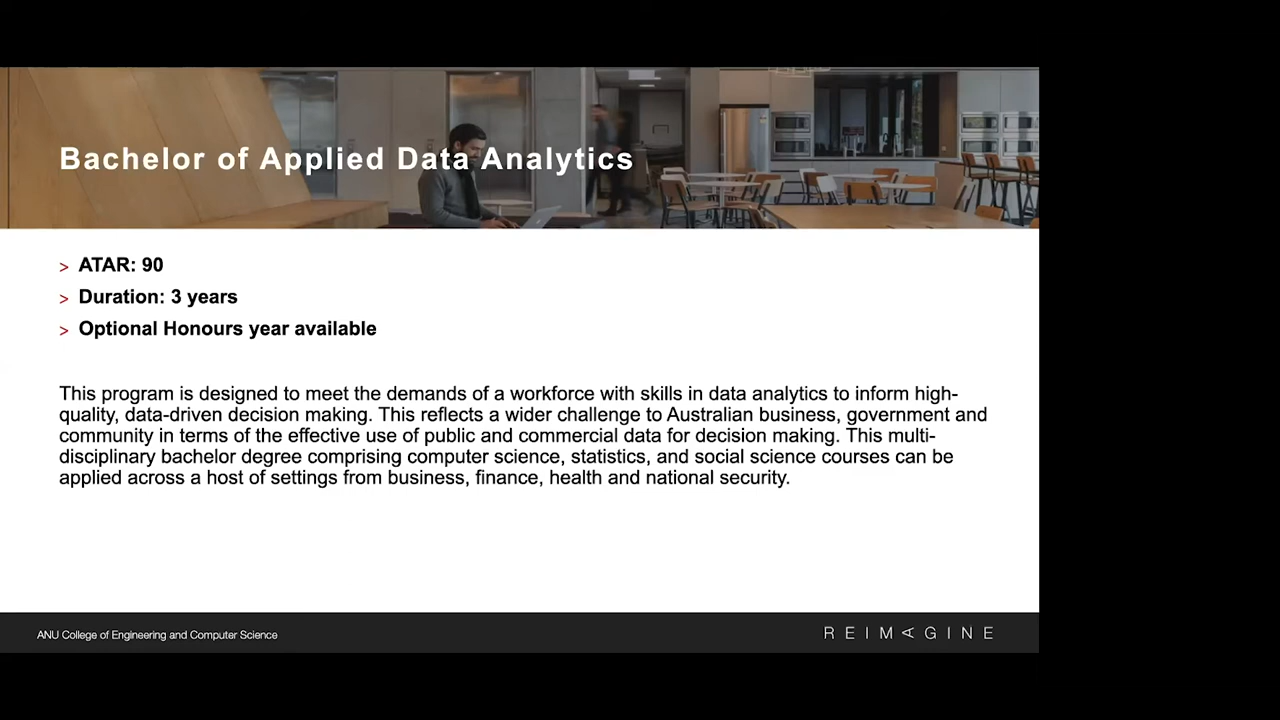 Bachelor of Applied Data Analytics
> ATAR: 90
> Duration: 3 years
> Optional Honours year available
This program is designed to meet the demands of a workforce with skills in data analytics to inform high-
quality, data-driven decision making. This reflects a wider challenge to Australian business, government and
community in terms of the effective use of public and commercial data for decision making. This multi-
disciplinary bachelor degree comprising computer science, statistics, and social science courses can be
applied across a host of settings from business, finance, health and national security.
ANU College of Engineering and Computer Science
REIMAGINE